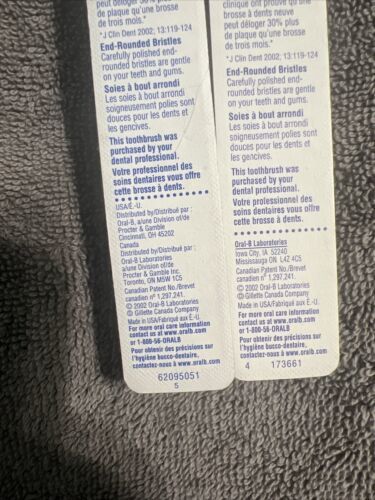 peut déloger 30% plus
de plaque qu'une brosse
de trois mois.*
*J Clin Dent 2002; 13:119-124
End-Rounded Bristles
Carefully polished end-
rounded bristles are gentle
on your teeth and gums.
Soies à bout arrondi
Les soies à bout arrondi
soigneusement polies sont
douces pour les dents et
les gencives.
This toothbrush was
purchased by your
dental professional.
Votre professionnel des
soins dentaires vous offre
cette brosse à dents.
USA/É.-U.
Distributed by/Distribué par :
Oral-B, a/une Division of/de
Procter & Gamble
Cincinnati, OH 45202
Canada
Distributed by/Distribué par :
Oral-B Laboratories
a/une Division of/de
Procter & Gamble Inc.
Toronto, ON M5W 1C5
Canadian Patent No./Brevet
canadien nº 1,297,241.
© 2002 Oral-B Laboratories
© Gillette Canada Company
Made in USA/Fabriqué aux É.-U.
For more oral care information
contact us at www.oralb.com
or 1-800-56-ORALB
Pour obtenir des précisions sur
l'hygiène bucco-dentaire,
contactez-nous à www.oralb.com
62095051
5
clinique ont prouvé qu'une
brosse à dents neuve
peut déloger 30% plus
de plaque qu'une brosse
de trois mois.*
*J Clin Dent 2002; 13:119-124
End-Rounded Bristles
Carefully polished end-
rounded bristles are gentle
on your teeth and gums.
Soies à bout arrondi
Les soies à bout arrondi
soigneusement polies sont
douces pour les dents et
les gencives.
This toothbrush was
purchased by your
dental professional.
Votre professionnel des
soins dentaires vous offre
cette brosse à dents.
Oral-B Laboratories
Iowa City, IA 52240
Mississauga ON L4Z 4C5
Canadian Patent No./Brevet
canadien nº 1,297,241.
© 2002 Oral-B Laboratories
© Gillette Canada Company
Made in USA/Fabriqué aux É.-U.
For more oral care information
contact us at www.oralb.com
or 1-800-56-ORALB
Pour obtenir des précisions sur
l'hygiène bucco-dentaire,
contactez-nous à www.oralb.com
4 173661